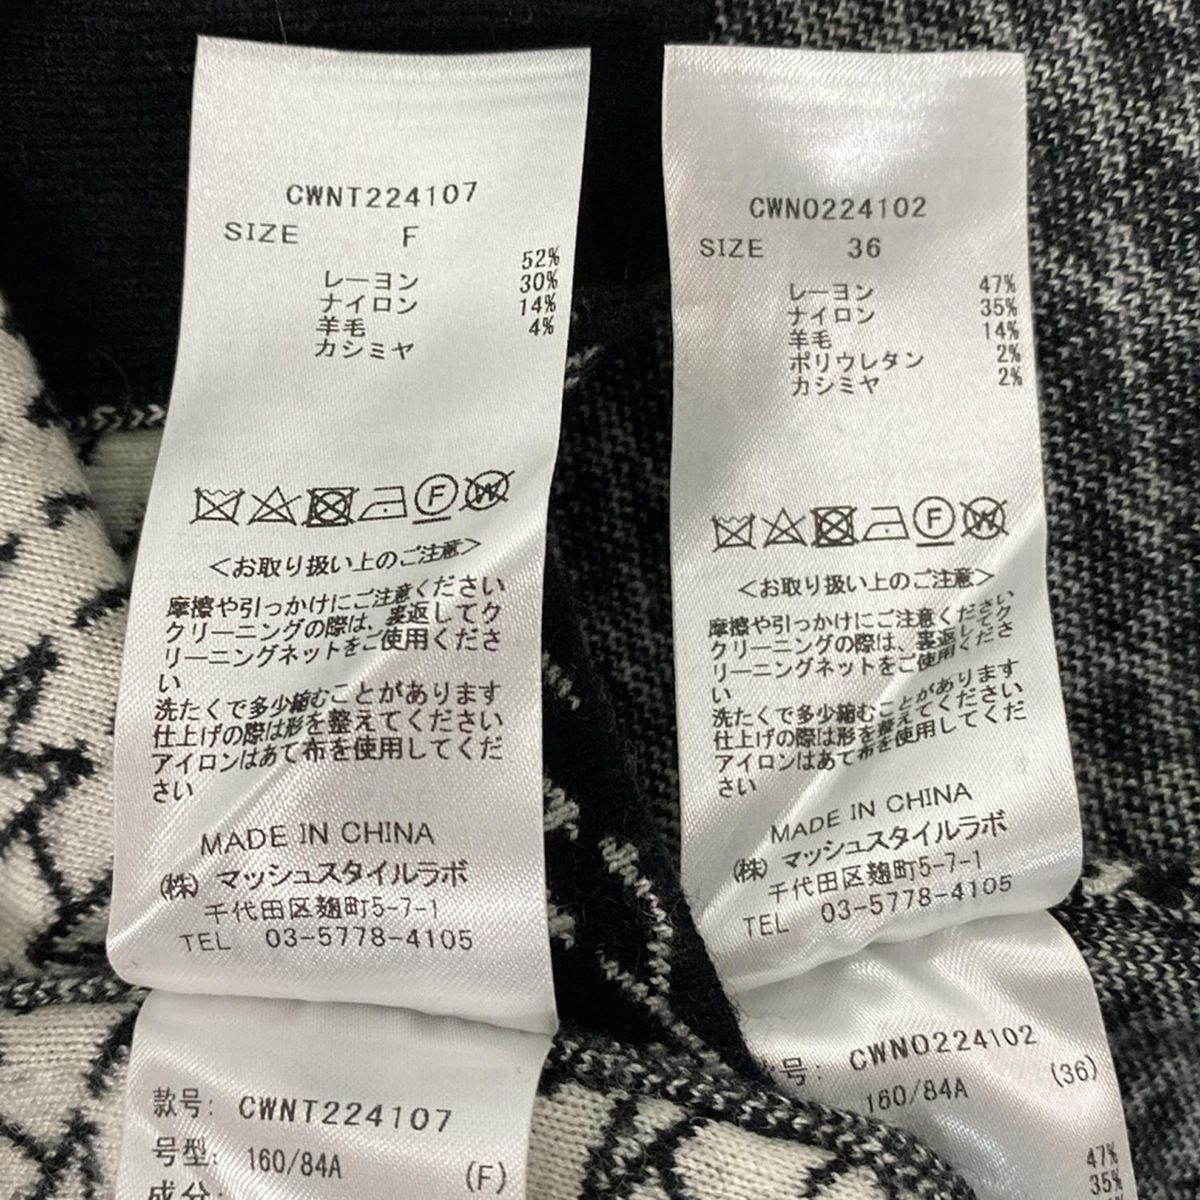 CWNT224107
SIZE F
52%
レーヨン 30%
ナイロン 14%
羊毛 4%
カシミヤ
F
W
<お取り扱い上のご注意>
摩擦や引っかけにご注意ください
クリーニングの際は、裏返してク
リーニングネットをご使用くださ
い
洗たくで多少縮むことがあります
仕上げの際は形を整えてください
アイロンはあて布を使用してくだ
さい
MADE IN CHINA
(株) マッシュスタイルラボ
千代田区麹町5-7-1
TEL 03-5778-4105
款号: CWNT224107
号型: 160/84A (F)
成分:
CWNO224102
SIZE 36
レーヨン 47%
ナイロン 35%
羊毛 14%
ポリウレタン 2%
カシミヤ 2%
F
W
<お取り扱い上のご注意>
摩擦や引っかけにご注意ください
クリーニングの際は、裏返してク
リーニングネットをご使用くださ
い
洗たくで多少縮むことがあります
仕上げの際は形を整えてください
アイロンはあて布を使用してくだ
さい
MADE IN CHINA
(株) マッシュスタイルラボ
千代田区麹町5-7-1
TEL 03-5778-4105
号: CWNO224102
160/84A (36)
47%
35%